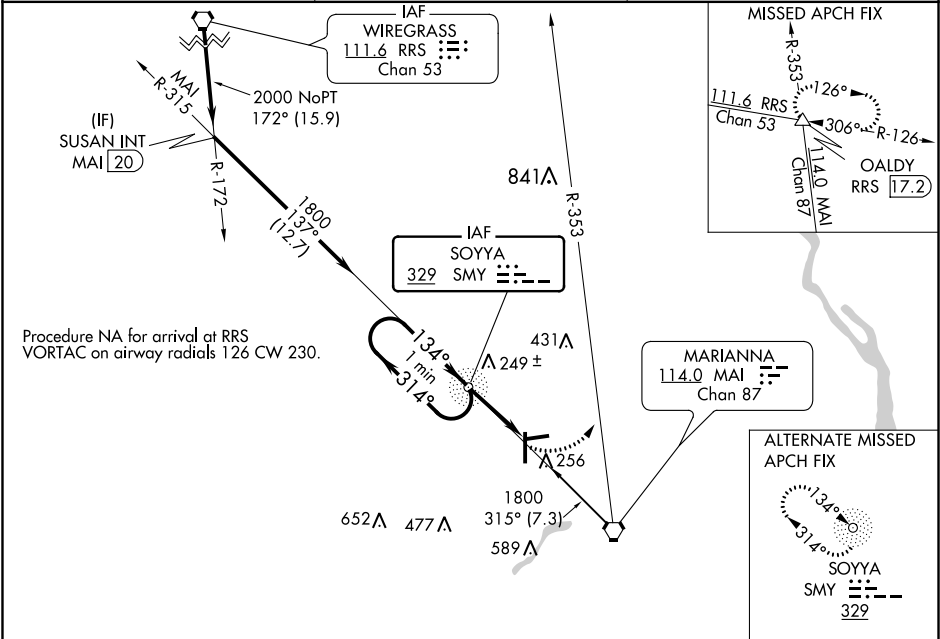 IAF
WIREGRASS
111.6 RRS
Chan 53
MAI
R-315
2000 NoPT
172° (15.9)
(IF)
SUSAN INT
MAI 20
R-172
1800
137°
(12.7)
841
R-353
IAF
SOYYA
329 SMY
Procedure NA for arrival at RRS
VORTAC on airway radials 126 CW 230.
134°
1 min
314°
431
249 ±
MARIANNA
114.0 MAI
Chan 87
256
1800
315° (7.3)
652
477
589
MISSED APCH FIX
R-353
126°
111.6 RRS
Chan 53
306°
R-126
114.0 MAI
Chan 87
OALDY
RRS 17.2
ALTERNATE MISSED
APCH FIX
134°
314°
SOYYA
SMY
329